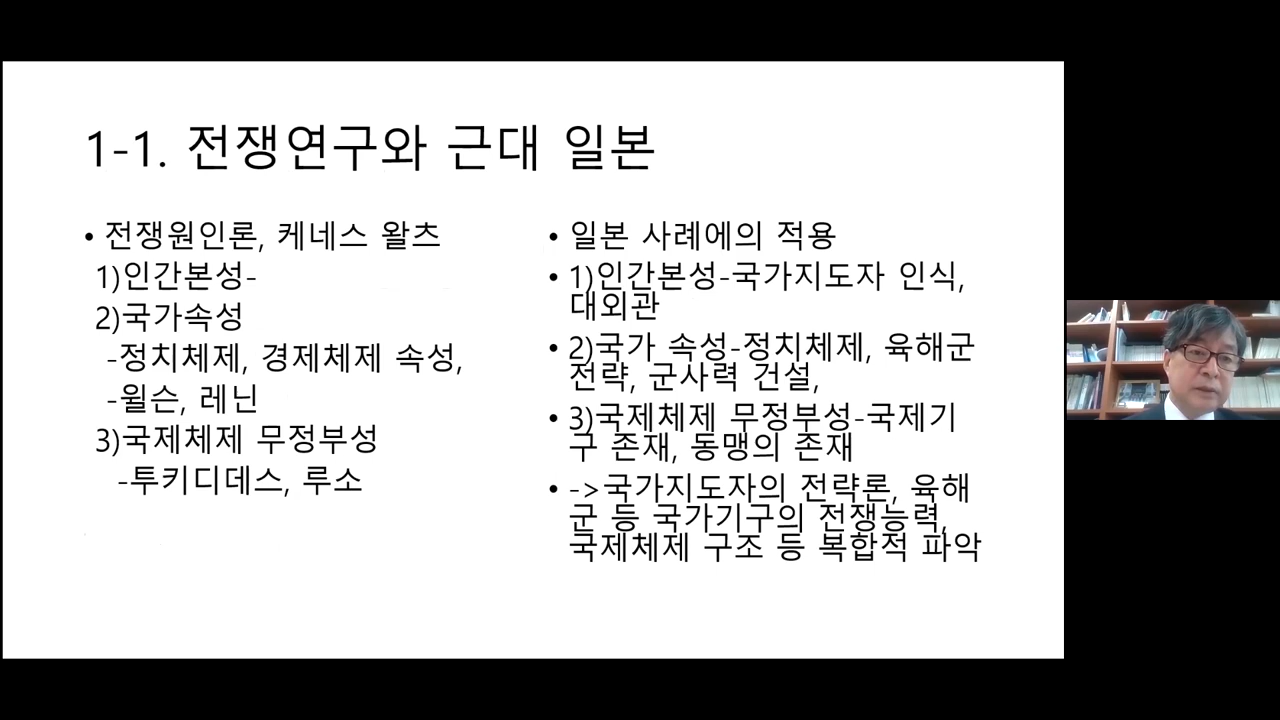 1-1. 전쟁연구와 근대 일본
• 전쟁원인론, 케네스 왈츠
1)인간본성-
2)국가속성
-정치체제, 경제체제 속성,
-윌슨, 레닌
3)국제체제 무정부성
-투키디데스, 루소
• 일본 사례에의 적용
• 1)인간본성-국가지도자 인식,
대외관
• 2)국가 속성-정치체제, 육해군
전략, 군사력 건설,
• 3)국제체제 무정부성-국제기
구 존재, 동맹의 존재
• ->국가지도자의 전략론, 육해
군 등 국가기구의 전쟁능력,
국제체제 구조 등 복합적 파악